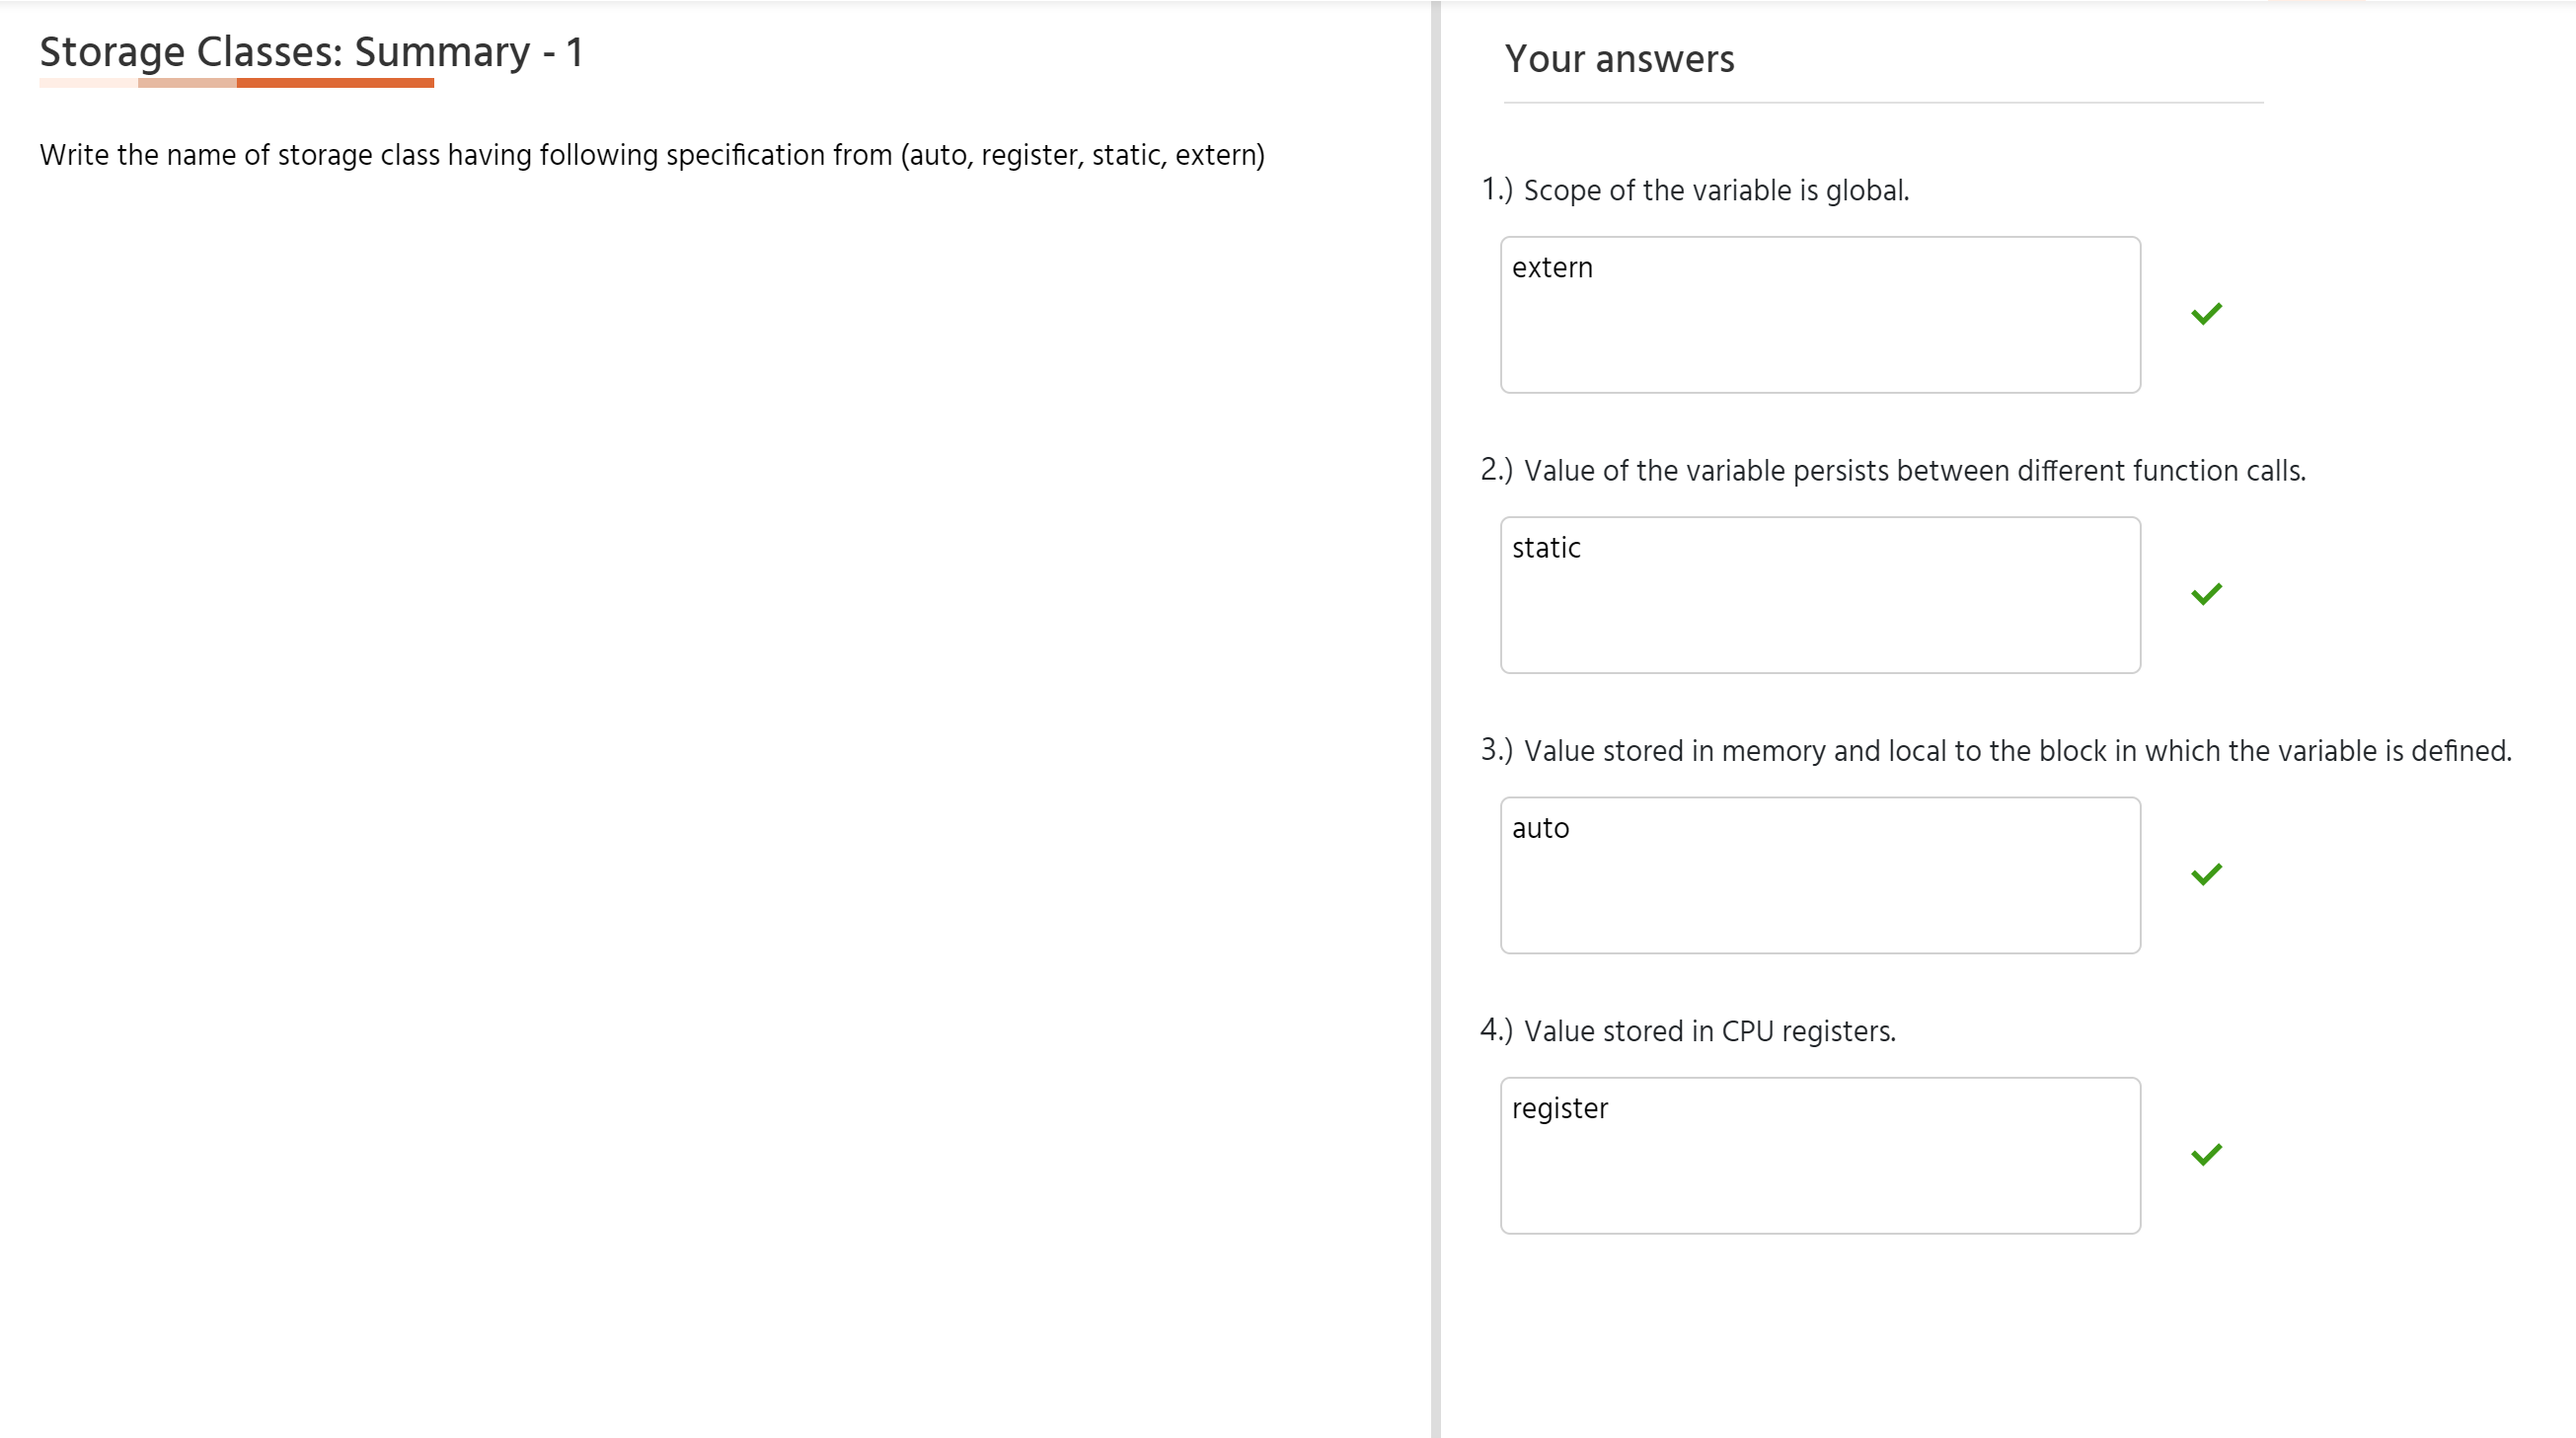 Storage Classes: Summary - 1
Write the name of storage class having following specification from (auto, register, static, extern)
Your answers
1.) Scope of the variable is global.
extern
2.) Value of the variable persists between different function calls.
static
3.) Value stored in memory and local to the block in which the variable is defined.
auto
4.) Value stored in CPU registers.
register